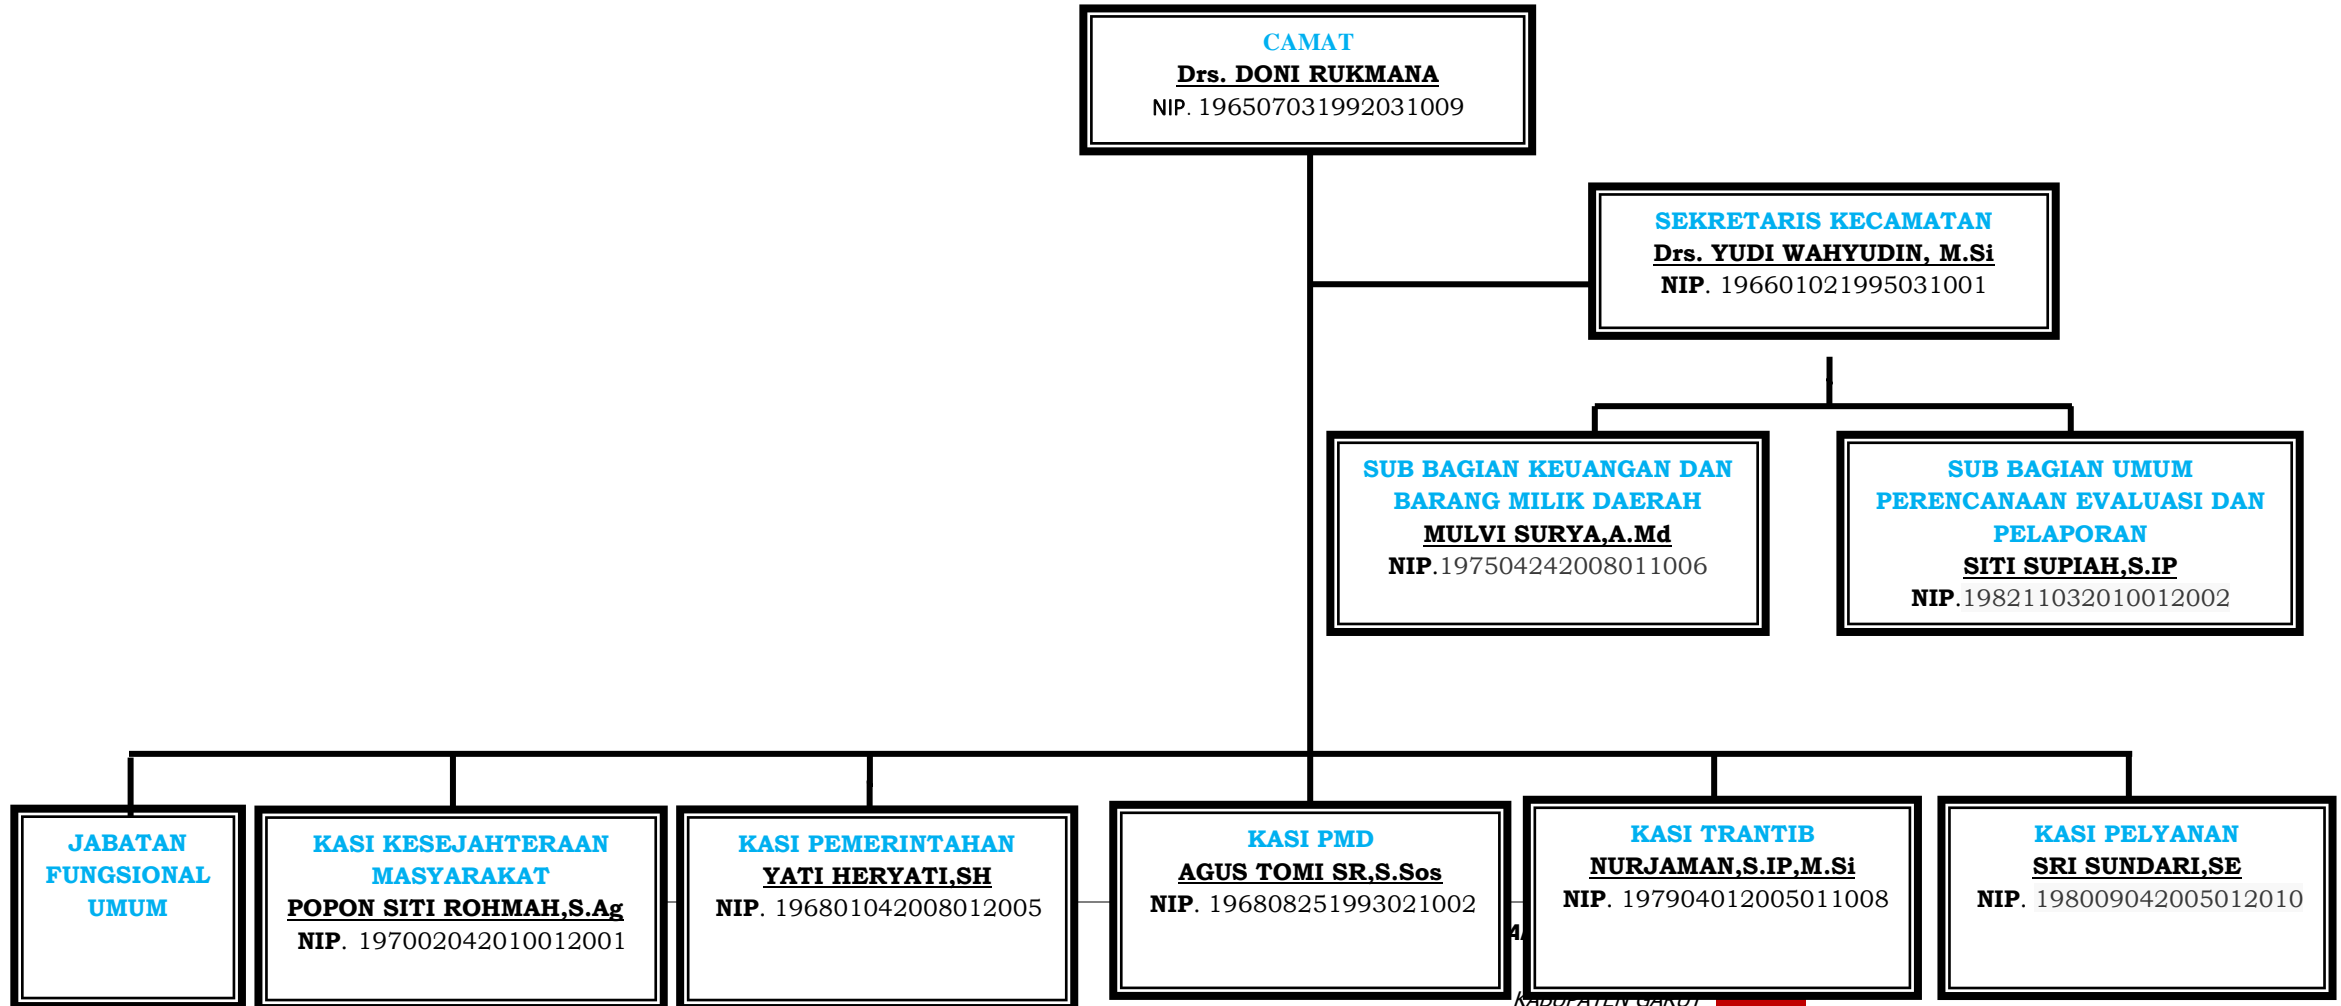 CAMAT
Drs. DONI RUKMANA
NIP. 196507031992031009
SEKRETARIS KECAMATAN
Drs. YUDI WAHYUDIN, M.Si
NIP. 196601021995031001
SUB BAGIAN KEUANGAN DAN
BARANG MILIK DAERAH
MULVI SURYA,A.Md
NIP.197504242008011006
SUB BAGIAN UMUM
PERENCANAAN EVALUASI DAN
PELAPORAN
SITI SUPIAH,S.IP
NIP.198211032010012002
JABATAN
FUNGSIONAL
UMUM
KASI KESEJAHTERAAN
MASYARAKAT
POPON SITI ROHMAH,S.Ag
NIP. 197002042010012001
KASI PEMERINTAHAN
YATI HERYATI,SH
NIP. 196801042008012005
KASI PMD
AGUS TOMI SR,S.Sos
NIP. 196808251993021002
KASI TRANTIB
NURJAMAN,S.IP,M.Si
NIP. 197904012005011008
KASI PELYANAN
SRI SUNDARI,SE
NIP. 198009042005012010
KABUPATEN GARUT